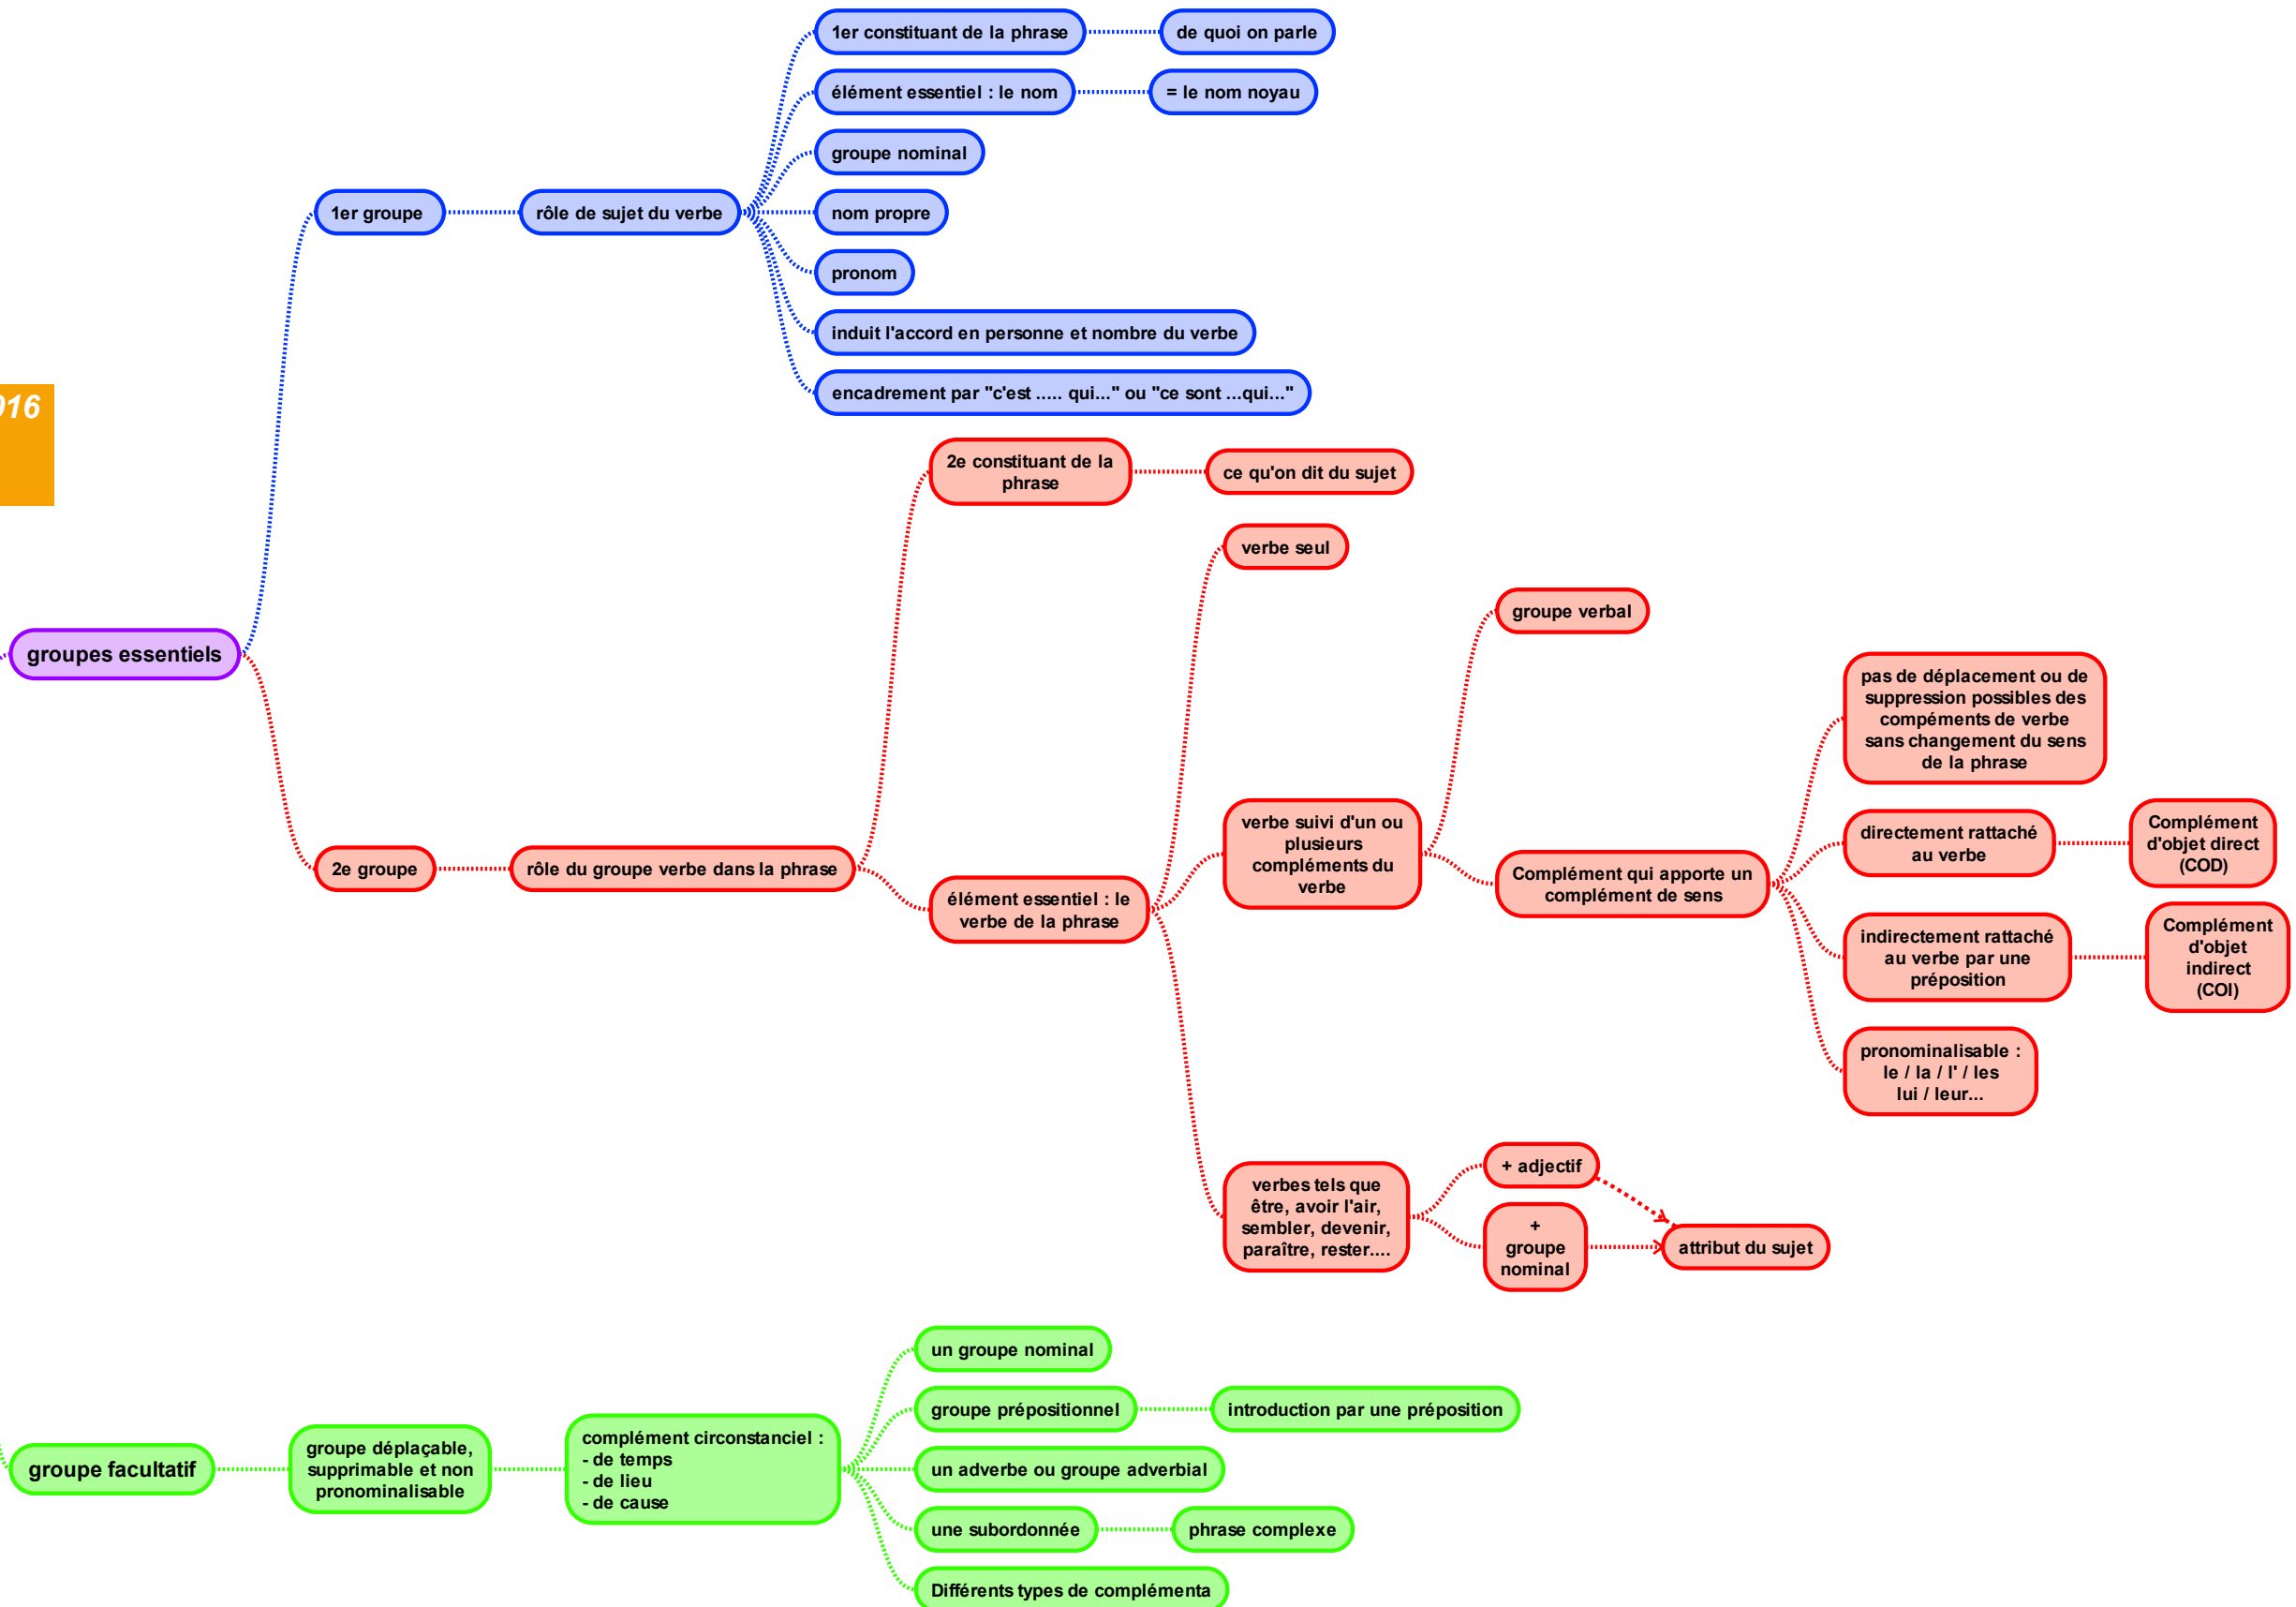 1er constituant de la phrase
de quoi on parle
élément essentiel : le nom
= le nom noyau
groupe nominal
1er groupe
rôle de sujet du verbe
nom propre
pronom
induit l'accord en personne et nombre du verbe
encadrement par "c'est ..... qui..." ou "ce sont ...qui..."
2e constituant de la
phrase
ce qu'on dit du sujet
verbe seul
groupe verbal
groupes essentiels
pas de déplacement ou de
suppression possibles des
compéments de verbe
sans changement du sens
de la phrase
verbe suivi d'un ou
plusieurs
compléments du
verbe
directement rattaché
au verbe
Complément
d'objet direct
(COD)
2e groupe
rôle du groupe verbe dans la phrase
Complément qui apporte un
complément de sens
élément essentiel : le
verbe de la phrase
indirectement rattaché
au verbe par une
préposition
Complément
d'objet
indirect
(COI)
pronominalisable :
le / la / l' / les
lui / leur...
verbes tels que
être, avoir l'air,
sembler, devenir,
paraître, rester....
+ adjectif
+
groupe
nominal
attribut du sujet
un groupe nominal
groupe prépositionnel
introduction par une préposition
groupe facultatif
groupe déplaçable,
supprimable et non
pronominalisable
complément circonstanciel :
- de temps
- de lieu
- de cause
un adverbe ou groupe adverbial
une subordonnée
phrase complexe
Différents types de complémenta